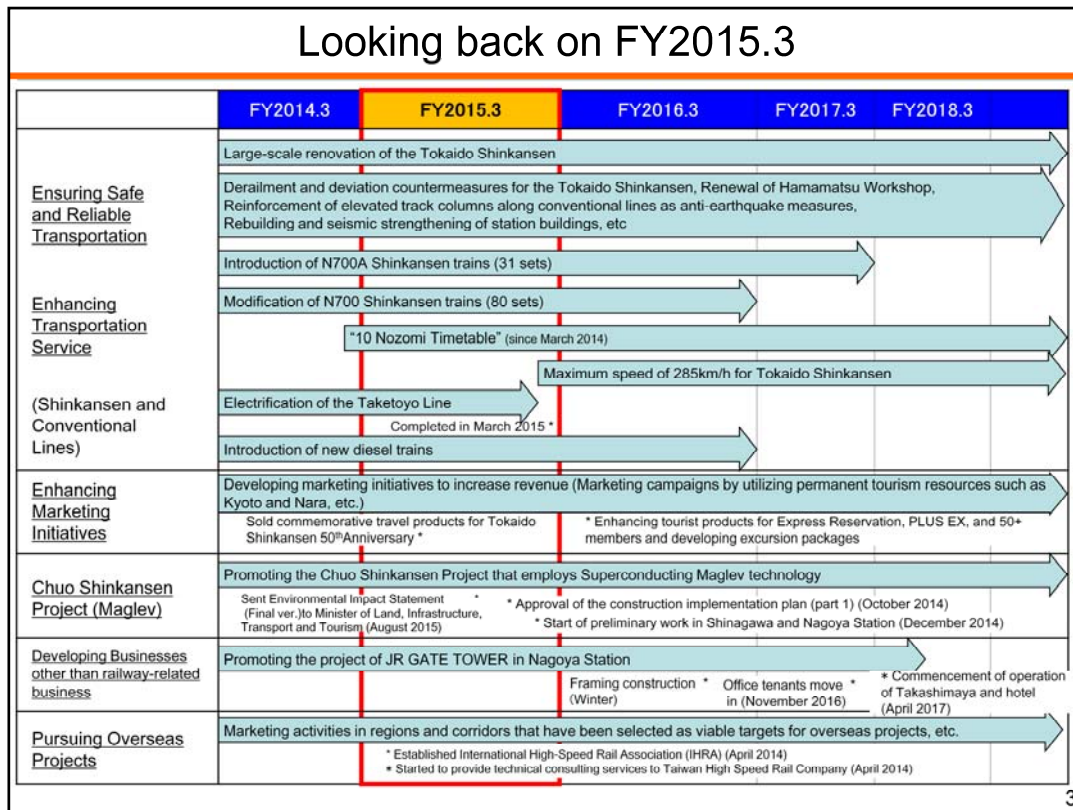 Looking back on FY2015.3
FY2014.3
FY2015.3
FY2016.3
FY2017.3
FY2018.3
Ensuring Safe
and Reliable
Transportation
Large-scale renovation of the Tokaido Shinkansen
Derailment and deviation countermeasures for the Tokaido Shinkansen, Renewal of Hamamatsu Workshop,
Reinforcement of elevated track columns along conventional lines as anti-earthquake measures,
Rebuilding and seismic strengthening of station buildings, etc
Enhancing
Transportation
Service
(Shinkansen and
Conventional
Lines)
Introduction of N700A Shinkansen trains (31 sets)
Modification of N700 Shinkansen trains (80 sets)
"10 Nozomi Timetable" (since March 2014)
Maximum speed of 285km/h for Tokaido Shinkansen
Electrification of the Taketoyo Line
Completed in March 2015 *
Introduction of new diesel trains
Enhancing
Marketing
Initiatives
Developing marketing initiatives to increase revenue (Marketing campaigns by utilizing permanent tourism resources such as
Kyoto and Nara, etc.)
Sold commemorative travel products for Tokaido
Shinkansen 50thAnniversary *
* Enhancing tourist products for Express Reservation, PLUS EX, and 50+
members and developing excursion packages
Chuo Shinkansen
Project (Maglev)
Promoting the Chuo Shinkansen Project that employs Superconducting Maglev technology
Sent Environmental Impact Statement *
(Final ver.)to Minister of Land, Infrastructure,
Transport and Tourism (August 2015)
* Approval of the construction implementation plan (part 1) (October 2014)
* Start of preliminary work in Shinagawa and Nagoya Station (December 2014)
Developing Businesses
other than railway-related
business
Promoting the project of JR GATE TOWER in Nagoya Station
Framing construction *
(Winter)
Office tenants move *
in (November 2016)
* Commencement of operation
of Takashimaya and hotel
(April 2017)
Pursuing Overseas
Projects
Marketing activities in regions and corridors that have been selected as viable targets for overseas projects, etc.
* Established International High-Speed Rail Association (IHRA) (April 2014)
* Started to provide technical consulting services to Taiwan High Speed Rail Company (April 2014)
3